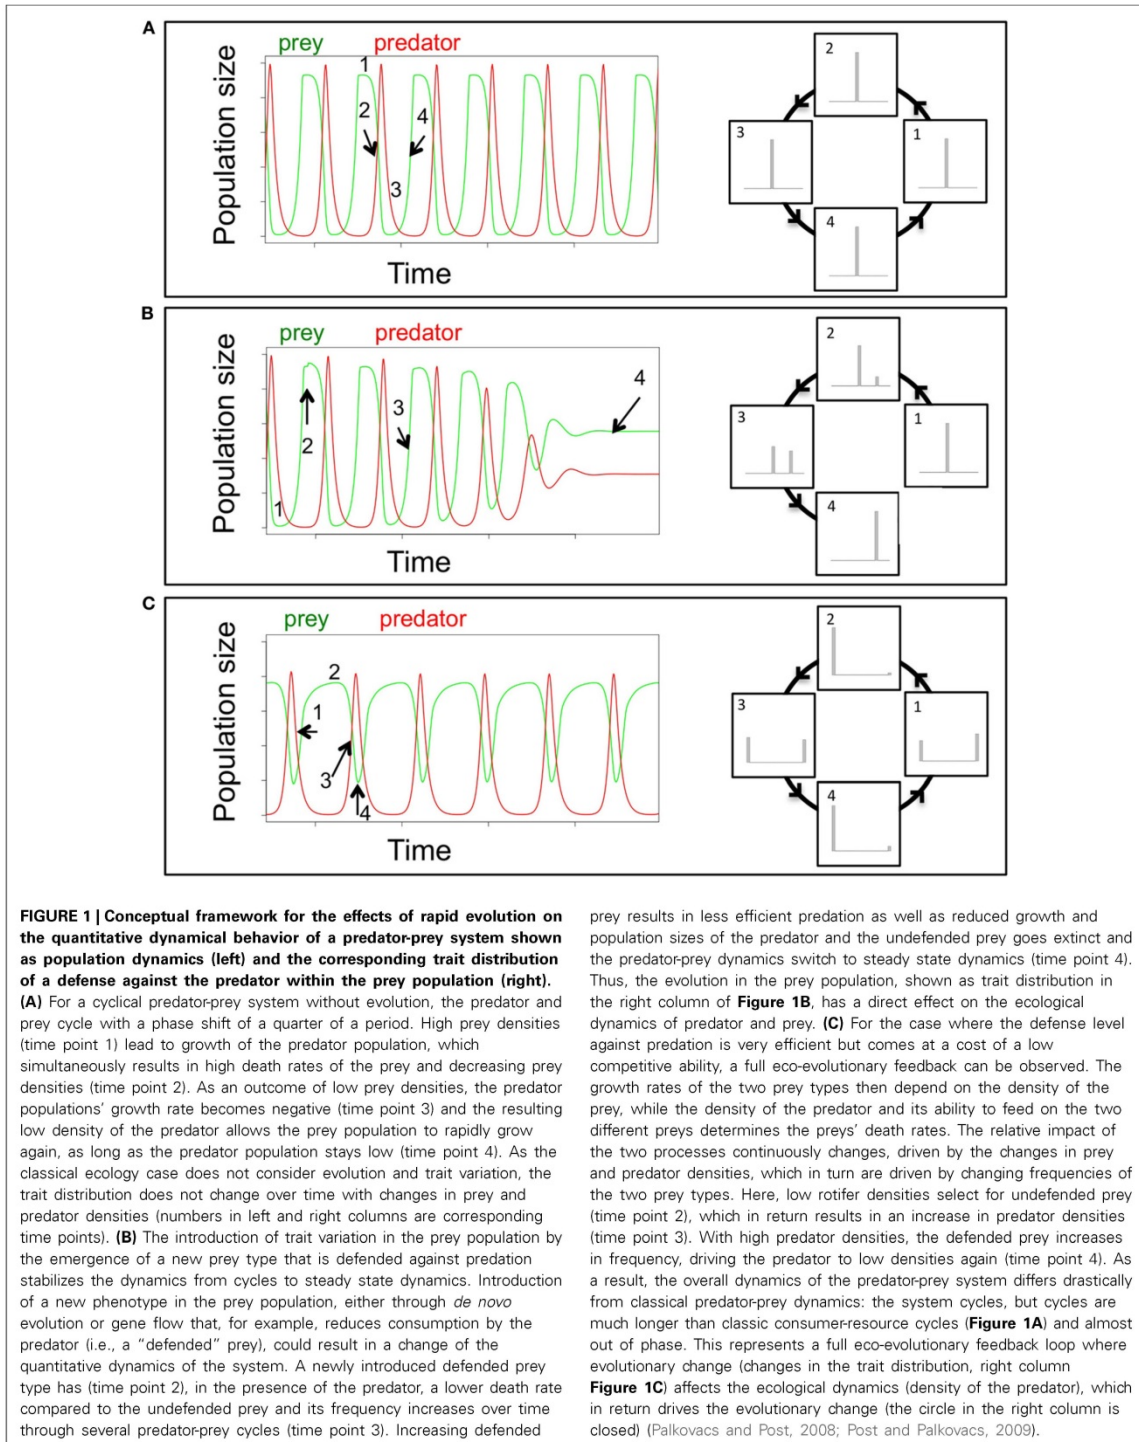 A
prey predator
Population size
1
2
4
3
Time
2
3
1
4
B
prey predator
Population size
4
3
2
1
Time
2
3
1
4
C
prey predator
Population size
2
1
3
4
Time
2
3
1
4
FIGURE 1 | Conceptual framework for the effects of rapid evolution on
the quantitative dynamical behavior of a predator-prey system shown
as population dynamics (left) and the corresponding trait distribution
of a defense against the predator within the prey population (right).
(A) For a cyclical predator-prey system without evolution, the predator and
prey cycle with a phase shift of a quarter of a period. High prey densities
(time point 1) lead to growth of the predator population, which
simultaneously results in high death rates of the prey and decreasing prey
densities (time point 2). As an outcome of low prey densities, the predator
populations' growth rate becomes negative (time point 3) and the resulting
low density of the predator allows the prey population to rapidly grow
again, as long as the predator population stays low (time point 4). As the
classical ecology case does not consider evolution and trait variation, the
trait distribution does not change over time with changes in prey and
predator densities (numbers in left and right columns are corresponding
time points). (B) The introduction of trait variation in the prey population by
the emergence of a new prey type that is defended against predation
stabilizes the dynamics from cycles to steady state dynamics. Introduction
of a new phenotype in the prey population, either through de novo
evolution or gene flow that, for example, reduces consumption by the
predator (i.e., a "defended" prey), could result in a change of the
quantitative dynamics of the system. A newly introduced defended prey
type has (time point 2), in the presence of the predator, a lower death rate
compared to the undefended prey and its frequency increases over time
through several predator-prey cycles (time point 3). Increasing defended
prey results in less efficient predation as well as reduced growth and
population sizes of the predator and the undefended prey goes extinct and
the predator-prey dynamics switch to steady state dynamics (time point 4).
Thus, the evolution in the prey population, shown as trait distribution in
the right column of Figure 1B, has a direct effect on the ecological
dynamics of predator and prey. (C) For the case where the defense level
against predation is very efficient but comes at a cost of a low
competitive ability, a full eco-evolutionary feedback can be observed. The
growth rates of the two prey types then depend on the density of the
prey, while the density of the predator and its ability to feed on the two
different preys determines the preys' death rates. The relative impact of
the two processes continuously changes, driven by the changes in prey
and predator densities, which in turn are driven by changing frequencies of
the two prey types. Here, low rotifer densities select for undefended prey
(time point 2), which in return results in an increase in predator densities
(time point 3). With high predator densities, the defended prey increases
in frequency, driving the predator to low densities again (time point 4). As
a result, the overall dynamics of the predator-prey system differs drastically
from classical predator-prey dynamics: the system cycles, but cycles are
much longer than classic consumer-resource cycles (Figure 1A) and almost
out of phase. This represents a full eco-evolutionary feedback loop where
evolutionary change (changes in the trait distribution, right column
Figure 1C) affects the ecological dynamics (density of the predator), which
in return drives the evolutionary change (the circle in the right column is
closed) (Palkovacs and Post, 2008; Post and Palkovacs, 2009).